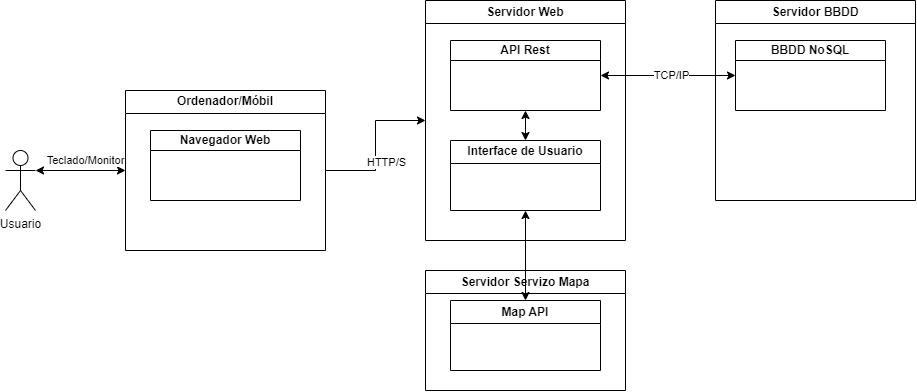 Servidor Web
Servidor BBDD
API Rest
BBDD NoSQL
TCP/IP
Ordenador/Móbil
Navegador Web
Interface de Usuario
Teclado/Monitor
HTTP/S
Usuario
Servidor Servizo Mapa
Map API